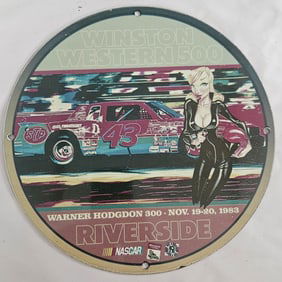 WINSTON
WESTERN 500
STP
43
WARNER HODGDON 300 - NOV. 19-20, 1983
RIVERSIDE
NASCAR